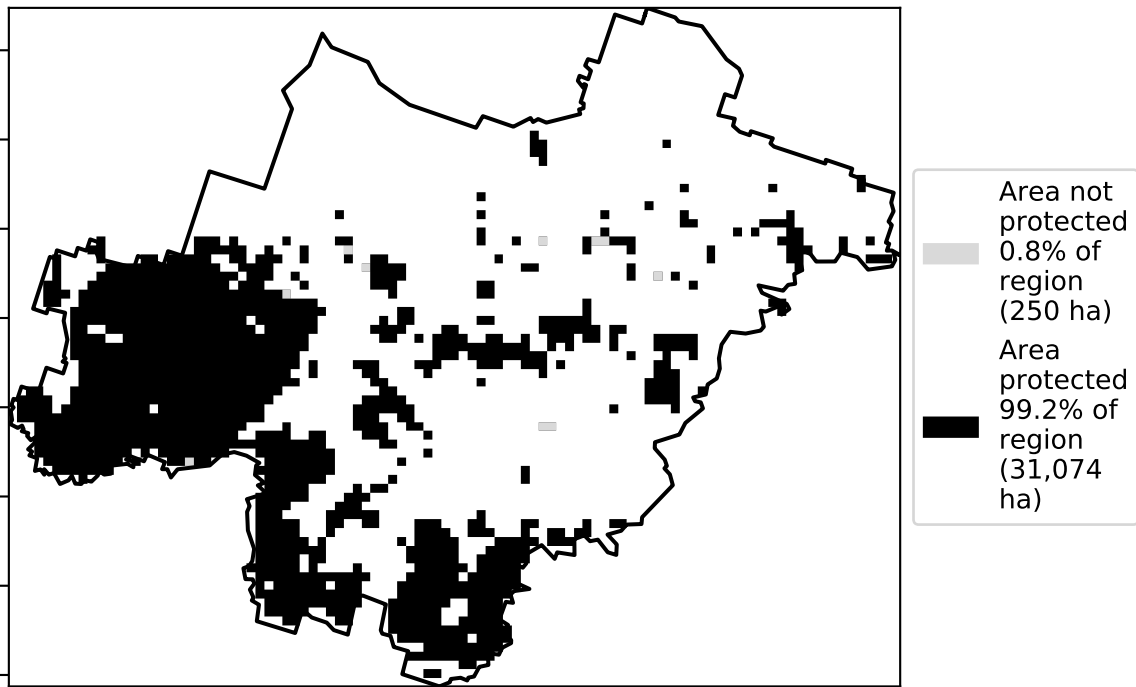 Area not
protected
0.8% of
region
(250 ha)
Area
protected
99.2% of
region
(31,074
ha)